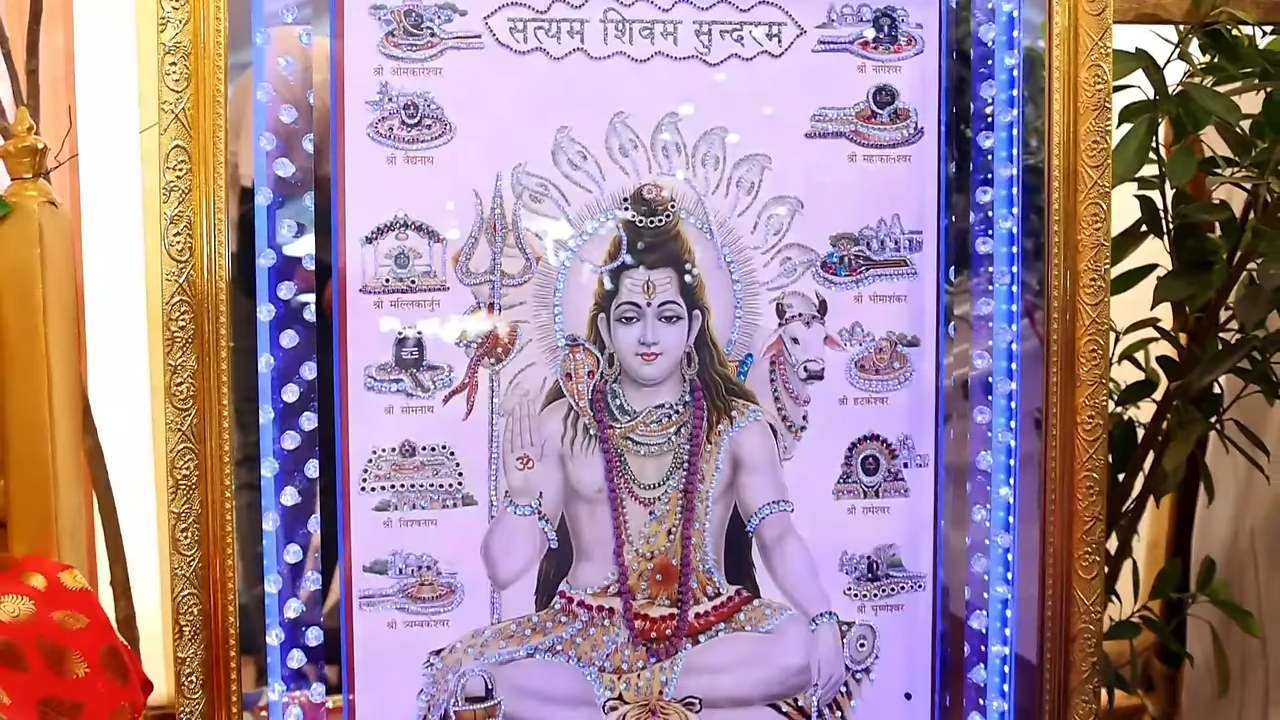 सत्यम शिवम सुन्दरम
श्री ओमकारेश्वर
श्री नागेश्वर
श्री वैद्यनाथ
श्री महाकालेश्वर
श्री मल्लिकार्जुन
श्री भीमाशंकर
श्री सोमनाथ
श्री हटकेश्वर
श्री विश्वनाथ
श्री रामेश्वर
श्री त्र्यम्बकेश्वर
श्री घृष्णेश्वर
ॐ